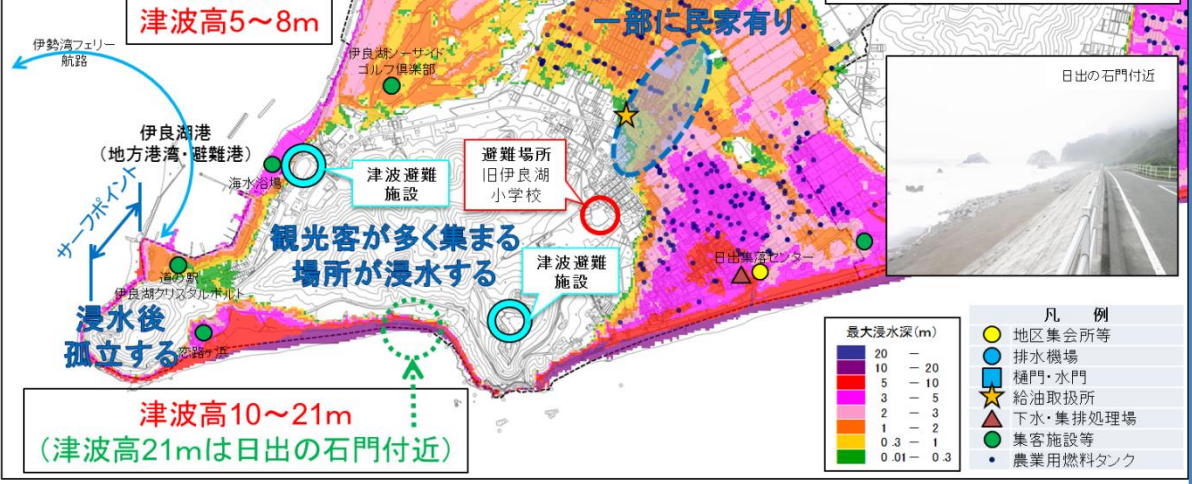 津波高5～8m
一部に民家有り
伊勢湾フェリー
航路
伊良湖シーサイド
ゴルフ倶楽部
日出の石門付近
伊良湖港
（地方港湾・避難港）
海水浴場
津波避難
施設
避難場所
旧伊良湖
小学校
サーフポイント
観光客が多く集まる
場所が浸水する
津波避難
施設
日出集落センター
道の駅
伊良湖クリスタルポルト
浸水後
孤立する
恋路ヶ浜
津波高10～21m
（津波高21mは日出の石門付近）
最大浸水深(m)
20 －
10 － 20
5 － 10
3 － 5
2 － 3
1 － 2
0.3 － 1
0.01 － 0.3
凡 例
地区集会所等
排水機場
樋門・水門
給油取扱所
下水・集排処理場
集客施設等
農業用燃料タンク